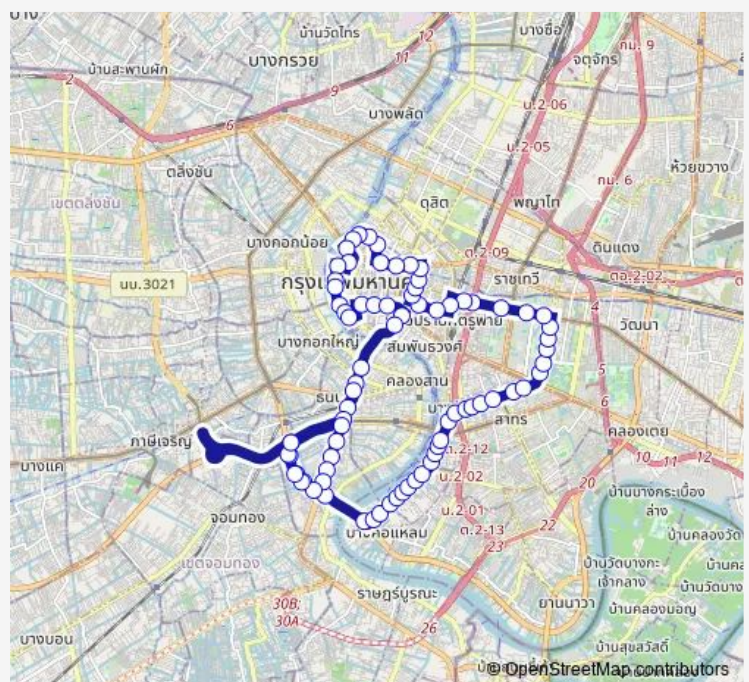 บ้านวัดไทร
บางซื่อ
12
กม. 9
จตุจักร
บางกรวย
11
บ้านสะพานผัก
2
9
น.2-06
6
บางพลัด
น.2-05
ตลิ่งชัน
ห้วยขวาง
กม. 6
เขตตลิ่งชัน
ดุสิต
พญาไท
บางกอกน้อย
ต.2-09
ดินแดง
นบ.3021
ราชเทวี
ตอ.2-02
4
วัฒนา
บางกอกใหญ่
สัมพันธวงศ์
คลองสาน
5
6
สาทร
คลองเตย
ภาษีเจริญ
บางแค
10
11
12
น.2-02
20
บ้านนางกระเบื้อง
ล่าง
จอมทอง
น.2-01
22
ต.2-13
23
บ้านวัดบางกะ
เจ้ากลาง
เขตจอมทอง
ราษฎร์บูรณะ
ยานนาวา
บ้านคลองมอญ
30B;
30A
26
บางบอน
บ้านสุขสวัสดิ์
© OpenStreetMap contributors